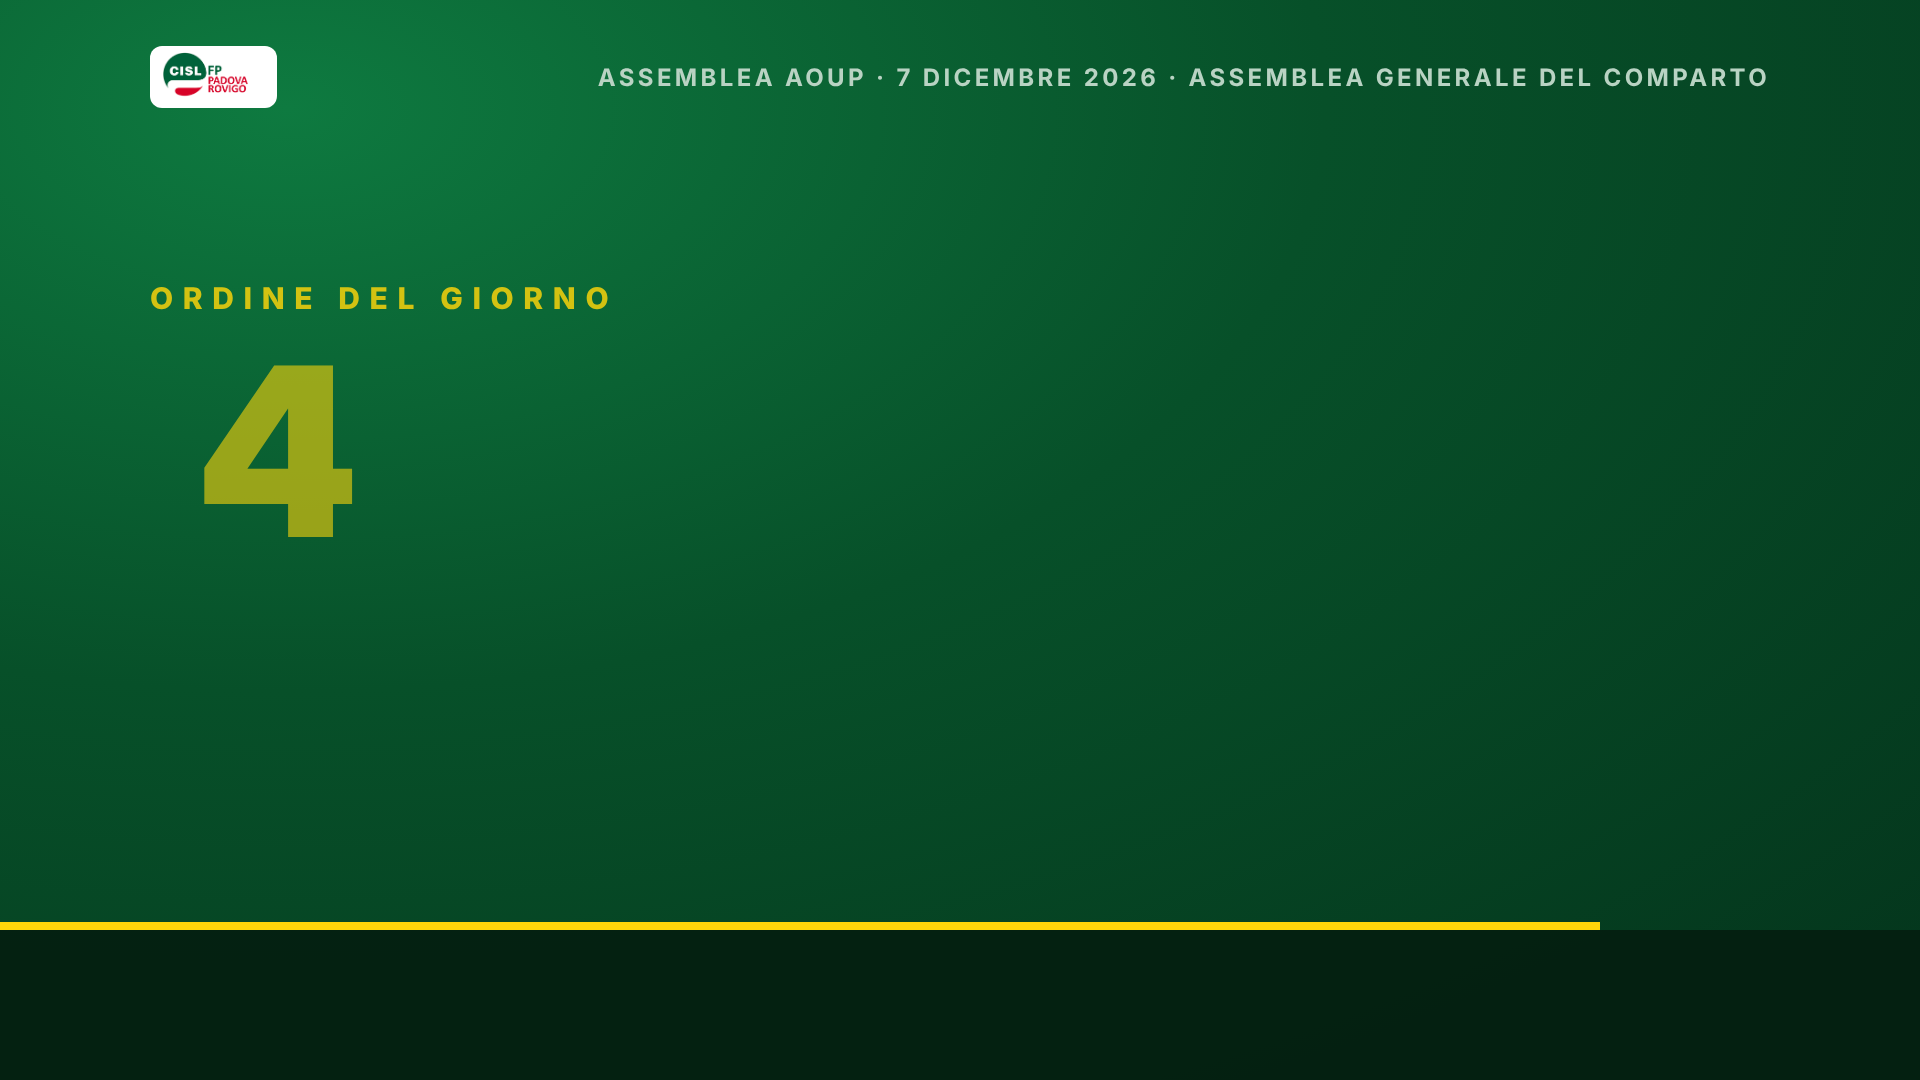 CISL FP
PADOVA
ROVIGO
ASSEMBLEA AOUP · 7 DICEMBRE 2026 · ASSEMBLEA GENERALE DEL COMPARTO
ORDINE DEL GIORNO
4